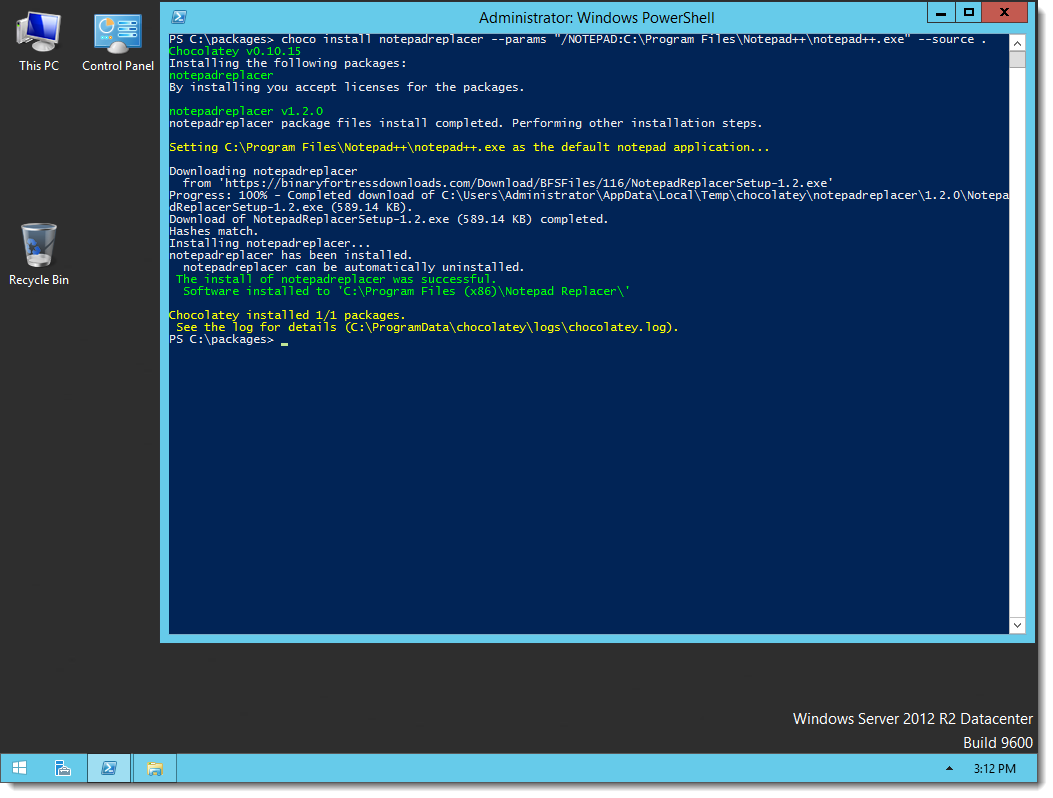 This PC
Control Panel
Recycle Bin
Administrator: Windows PowerShell
PS C:\packages> choco install notepadreplacer --params "/NOTEPAD:C:\Program Files\Notepad++\notepad++.exe" --source .
Chocolatey v0.10.15
Installing the following packages:
notepadreplacer
By installing you accept licenses for the packages.
notepadreplacer v1.2.0
notepadreplacer package files install completed. Performing other installation steps.
Setting C:\Program Files\Notepad++\notepad++.exe as the default notepad application...
Downloading notepadreplacer
from 'https://binaryfortressdownloads.com/Download/BFSFiles/116/NotepadReplacerSetup-1.2.exe'
Progress: 100% - Completed download of C:\Users\Administrator\AppData\Local\Temp\chocolatey\notepadreplacer\1.2.0\Notepa
dReplacerSetup-1.2.exe (589.14 KB).
Download of NotepadReplacerSetup-1.2.exe (589.14 KB) completed.
Hashes match.
Installing notepadreplacer...
notepadreplacer has been installed.
notepadreplacer can be automatically uninstalled.
The install of notepadreplacer was successful.
Software installed to 'C:\Program Files (x86)\Notepad Replacer\'
Chocolatey installed 1/1 packages.
See the log for details (C:\ProgramData\chocolatey\logs\chocolatey.log).
PS C:\packages>
Windows Server 2012 R2 Datacenter
Build 9600
3:12 PM